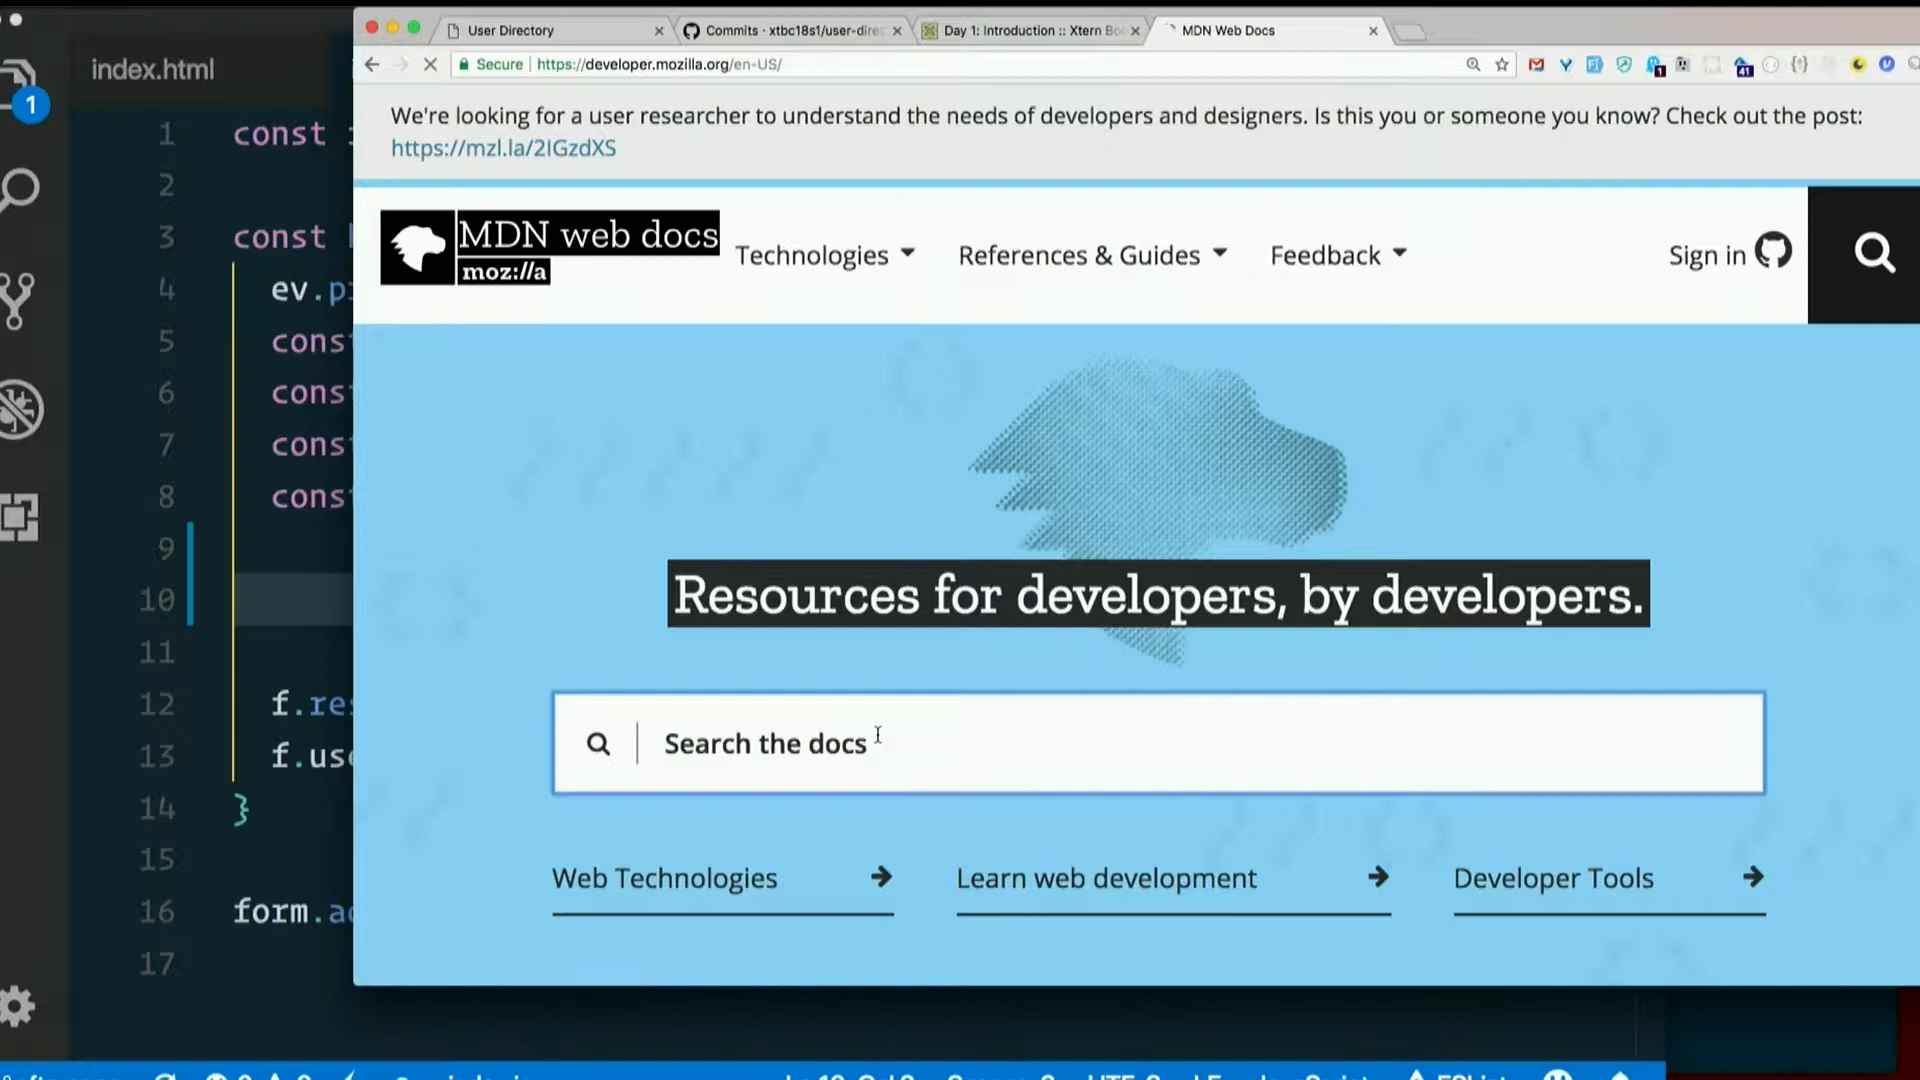 User Directory
Commits · xtbc18s1/user-dire
Day 1: Introduction :: Xtern Bo
MDN Web Docs
Secure
https://developer.mozilla.org/en-US/
1
41
We're looking for a user researcher to understand the needs of developers and designers. Is this you or someone you know? Check out the post:
https://mzl.la/2IGzdXS
MDN web docs
moz://a
Technologies
References & Guides
Feedback
Sign in
Resources for developers, by developers.
Search the docs
Web Technologies
Learn web development
Developer Tools
index.html
1
1 const
2
3 const
4 ev.p
5 cons
6 cons
7 cons
8 cons
9
10
11
12 f.re
13 f.us
14 }
15
16 form.a
17